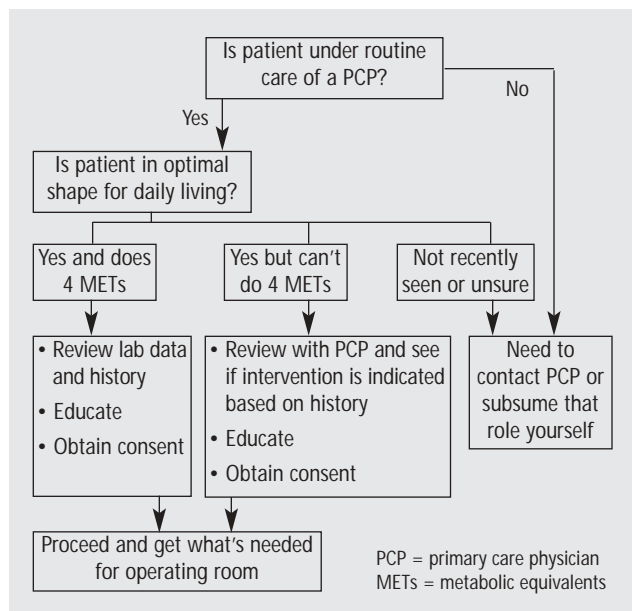 Is patient under routine
care of a PCP?
No
Yes
Is patient in optimal
shape for daily living?
Yes and does
4 METs
Yes but can't
do 4 METs
Not recently
seen or unsure
• Review lab data
and history
• Educate
• Obtain consent
• Review with PCP and see
if intervention is indicated
based on history
• Educate
• Obtain consent
Need to
contact PCP or
subsume that
role yourself
Proceed and get what's needed
for operating room
PCP = primary care physician
METs = metabolic equivalents